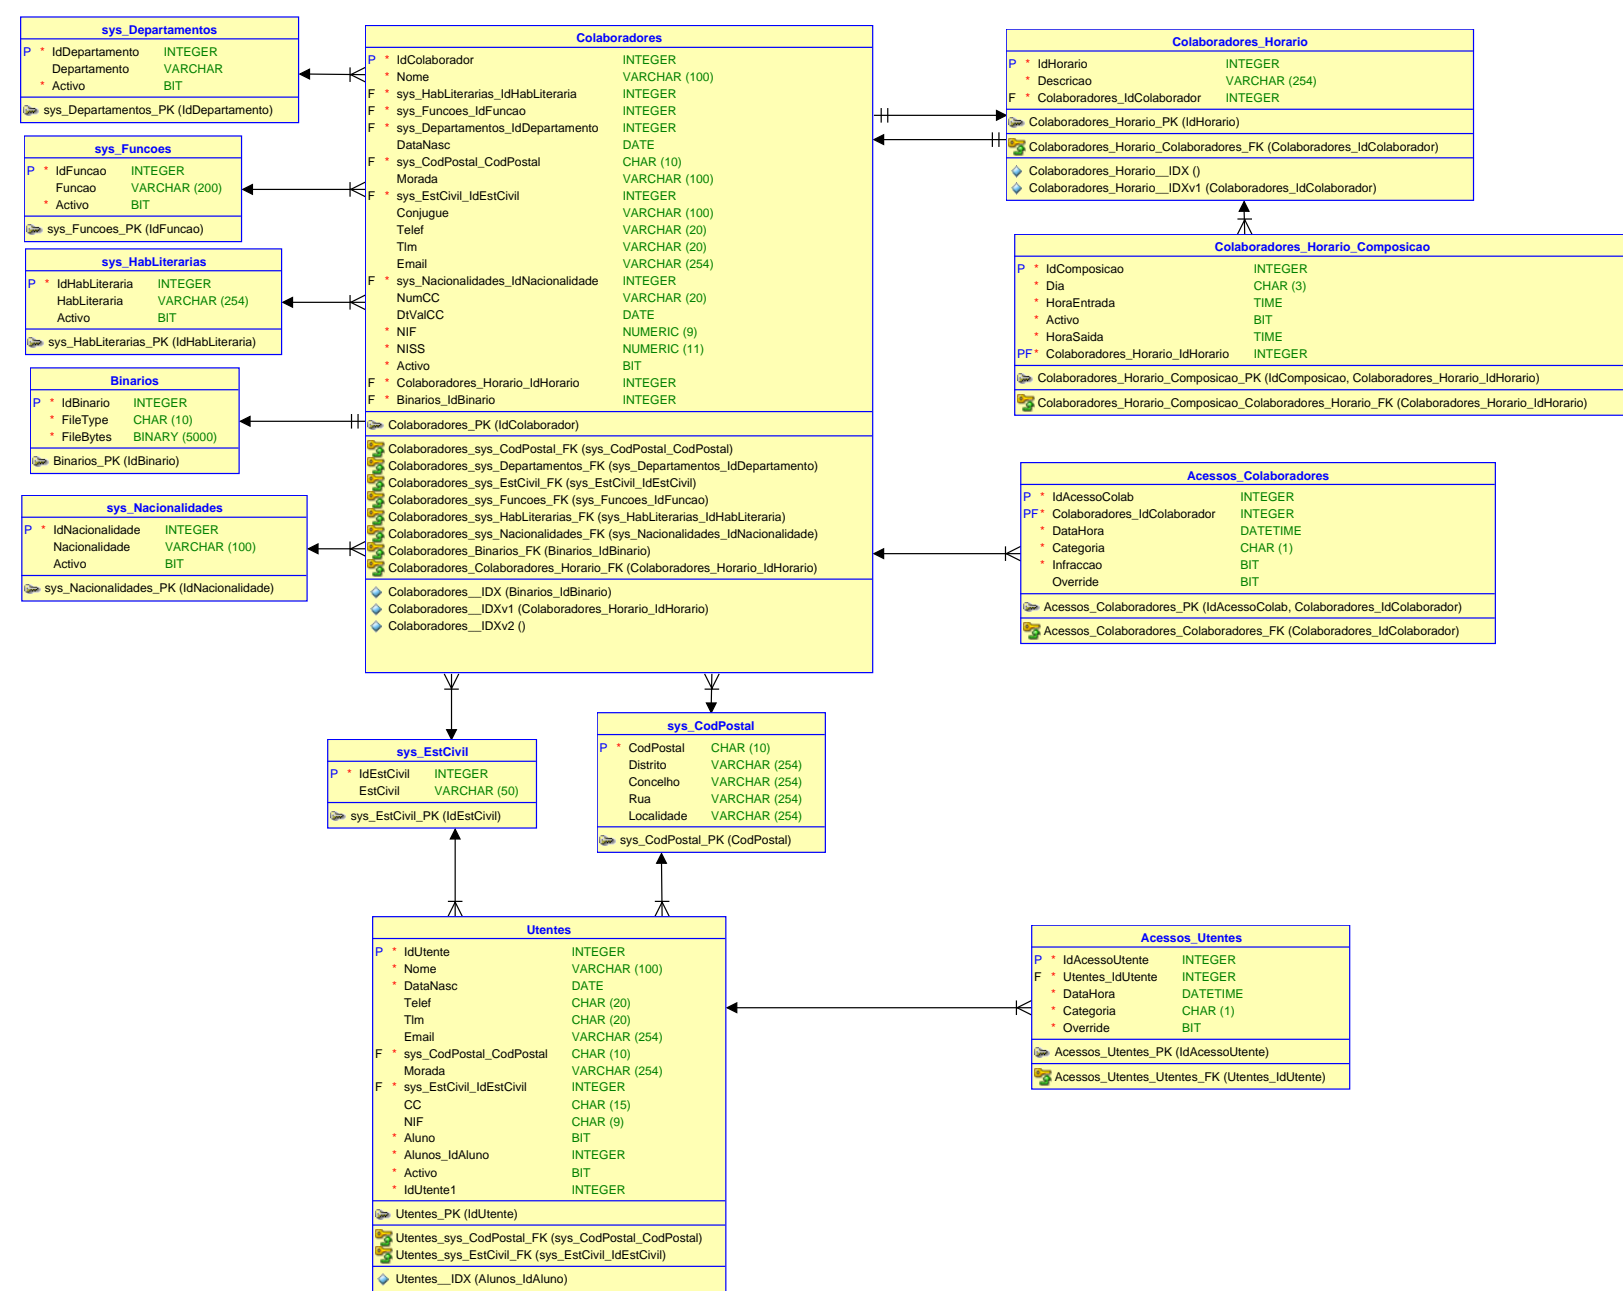 sys_Departamentos
P * IdDepartamento INTEGER
Departamento VARCHAR
* Activo BIT
sys_Departamentos_PK (IdDepartamento)
sys_Funcoes
P * IdFuncao INTEGER
Funcao VARCHAR (200)
* Activo BIT
sys_Funcoes_PK (IdFuncao)
sys_HabLiterarias
P * IdHabLiteraria INTEGER
HabLiteraria VARCHAR (254)
Activo BIT
sys_HabLiterarias_PK (IdHabLiteraria)
Binarios
P * IdBinario INTEGER
* FileType CHAR (10)
* FileBytes BINARY (5000)
Binarios_PK (IdBinario)
sys_Nacionalidades
P * IdNacionalidade INTEGER
Nacionalidade VARCHAR (100)
Activo BIT
sys_Nacionalidades_PK (IdNacionalidade)
Colaboradores
P * IdColaborador INTEGER
* Nome VARCHAR (100)
F * sys_HabLiterarias_IdHabLiteraria INTEGER
F * sys_Funcoes_IdFuncao INTEGER
F * sys_Departamentos_IdDepartamento INTEGER
DataNasc DATE
F * sys_CodPostal_CodPostal CHAR (10)
Morada VARCHAR (100)
F * sys_EstCivil_IdEstCivil INTEGER
Conjugue VARCHAR (100)
Telef VARCHAR (20)
Tlm VARCHAR (20)
Email VARCHAR (254)
F * sys_Nacionalidades_IdNacionalidade INTEGER
NumCC VARCHAR (20)
DtValCC DATE
* NIF NUMERIC (9)
* NISS NUMERIC (11)
* Activo BIT
F * Colaboradores_Horario_IdHorario INTEGER
F * Binarios_IdBinario INTEGER
Colaboradores_PK (IdColaborador)
Colaboradores_sys_CodPostal_FK (sys_CodPostal_CodPostal)
Colaboradores_sys_Departamentos_FK (sys_Departamentos_IdDepartamento)
Colaboradores_sys_EstCivil_FK (sys_EstCivil_IdEstCivil)
Colaboradores_sys_Funcoes_FK (sys_Funcoes_IdFuncao)
Colaboradores_sys_HabLiterarias_FK (sys_HabLiterarias_IdHabLiteraria)
Colaboradores_sys_Nacionalidades_FK (sys_Nacionalidades_IdNacionalidade)
Colaboradores_Binarios_FK (Binarios_IdBinario)
Colaboradores_Colaboradores_Horario_FK (Colaboradores_Horario_IdHorario)
Colaboradores__IDX (Binarios_IdBinario)
Colaboradores__IDXv1 (Colaboradores_Horario_IdHorario)
Colaboradores__IDXv2 ()
Colaboradores_Horario
P * IdHorario INTEGER
* Descricao VARCHAR (254)
F * Colaboradores_IdColaborador INTEGER
Colaboradores_Horario_PK (IdHorario)
Colaboradores_Horario_Colaboradores_FK (Colaboradores_IdColaborador)
Colaboradores_Horario__IDX ()
Colaboradores_Horario__IDXv1 (Colaboradores_IdColaborador)
Colaboradores_Horario_Composicao
P * IdComposicao INTEGER
* Dia CHAR (3)
* HoraEntrada TIME
* Activo BIT
* HoraSaida TIME
PF * Colaboradores_Horario_IdHorario INTEGER
Colaboradores_Horario_Composicao_PK (IdComposicao, Colaboradores_Horario_IdHorario)
Colaboradores_Horario_Composicao_Colaboradores_Horario_FK (Colaboradores_Horario_IdHorario)
Acessos_Colaboradores
P * IdAcessoColab INTEGER
PF * Colaboradores_IdColaborador INTEGER
* DataHora DATETIME
* Categoria CHAR (1)
* Infraccao BIT
Override BIT
Acessos_Colaboradores_PK (IdAcessoColab, Colaboradores_IdColaborador)
Acessos_Colaboradores_Colaboradores_FK (Colaboradores_IdColaborador)
sys_EstCivil
P * IdEstCivil INTEGER
EstCivil VARCHAR (50)
sys_EstCivil_PK (IdEstCivil)
sys_CodPostal
P * CodPostal CHAR (10)
Distrito VARCHAR (254)
Concelho VARCHAR (254)
Rua VARCHAR (254)
Localidade VARCHAR (254)
sys_CodPostal_PK (CodPostal)
Utentes
P * IdUtente INTEGER
* Nome VARCHAR (100)
* DataNasc DATE
Telef CHAR (20)
Tlm CHAR (20)
Email VARCHAR (254)
F * sys_CodPostal_CodPostal CHAR (10)
Morada VARCHAR (254)
F * sys_EstCivil_IdEstCivil INTEGER
CC CHAR (15)
NIF CHAR (9)
* Aluno BIT
* Alunos_IdAluno INTEGER
* Activo BIT
* IdUtente1 INTEGER
Utentes_PK (IdUtente)
Utentes_sys_CodPostal_FK (sys_CodPostal_CodPostal)
Utentes_sys_EstCivil_FK (sys_EstCivil_IdEstCivil)
Utentes__IDX (Alunos_IdAluno)
Acessos_Utentes
P * IdAcessoUtente INTEGER
F * Utentes_IdUtente INTEGER
* DataHora DATETIME
* Categoria CHAR (1)
* Override BIT
Acessos_Utentes_PK (IdAcessoUtente)
Acessos_Utentes_Utentes_FK (Utentes_IdUtente)